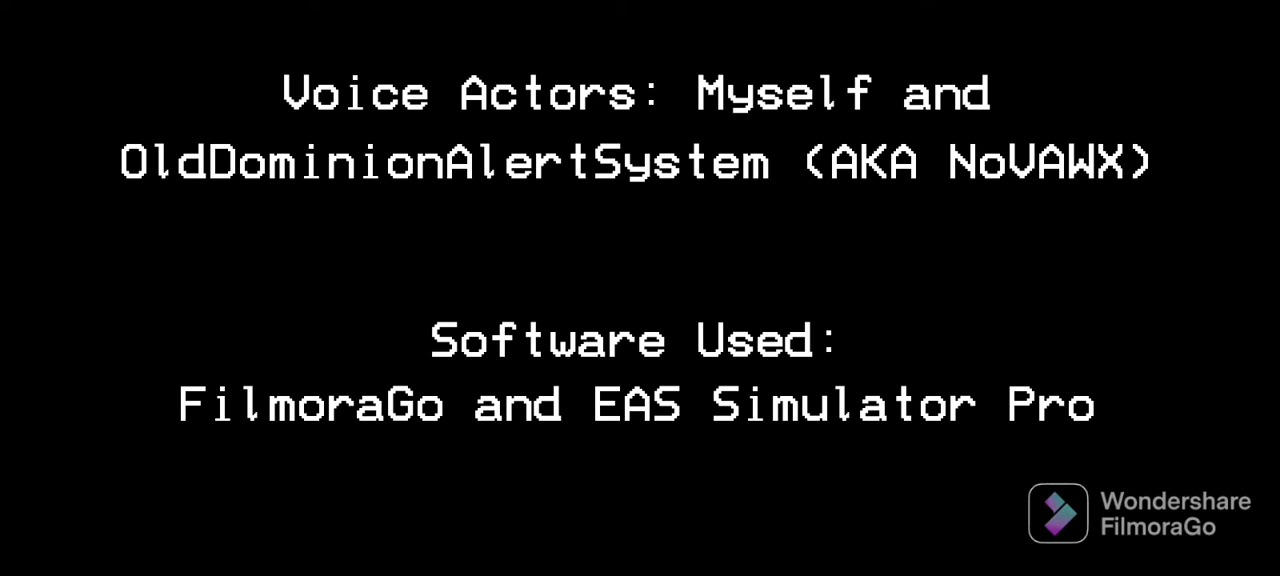 Voice Actors: Myself and
OldDominionAlertSystem (AKA NoVAWX)
Software Used:
FilmoraGo and EAS Simulator Pro
Wondershare
FilmoraGo